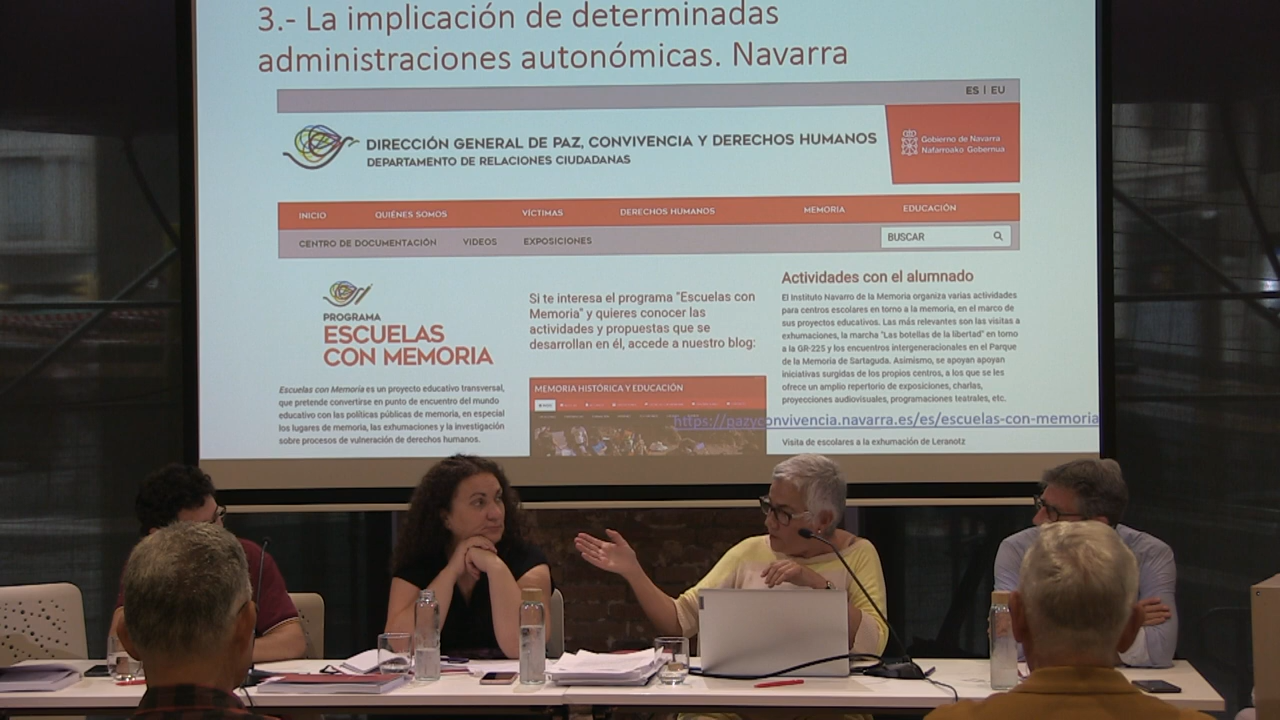 3.- La implicación de determinadas
administraciones autonómicas. Navarra
ES | EU
DIRECCIÓN GENERAL DE PAZ, CONVIVENCIA Y DERECHOS HUMANOS
DEPARTAMENTO DE RELACIONES CIUDADANAS
Gobierno de Navarra
Nafarroako Gobernua
INICIO QUIÉNES SOMOS VÍCTIMAS DERECHOS HUMANOS MEMORIA EDUCACIÓN
CENTRO DE DOCUMENTACIÓN VIDEOS EXPOSICIONES BUSCAR
PROGRAMA
ESCUELAS
CON MEMORIA
Escuelas con Memoria es un proyecto educativo transversal,
que pretende convertirse en punto de encuentro del mundo
educativo con las políticas públicas de memoria, en especial
los lugares de memoria, las exhumaciones y la investigación
sobre procesos de vulneración de derechos humanos.
Si te interesa el programa "Escuelas con
Memoria" y quieres conocer las
actividades y propuestas que se
desarrollan en él, accede a nuestro blog:
MEMORIA HISTÓRICA Y EDUCACIÓN
Actividades con el alumnado
El Instituto Navarro de la Memoria organiza varias actividades
para centros escolares en torno a la memoria, en el marco de
sus proyectos educativos. Las más relevantes son las visitas a
exhumaciones, la marcha "Las botellas de la libertad" en torno
a la GR-225 y los encuentros intergeneracionales en el Parque
de la Memoria de Sartaguda. Asimismo, se apoyan apoyan
iniciativas surgidas de los propios centros, a los que se les
ofrece un amplio repertorio de exposiciones, charlas,
proyecciones audiovisuales, programaciones teatrales, etc.
https://pazyconvivencia.navarra.es/es/escuelas-con-memoria
Visita de escolares a la exhumación de Leranotz